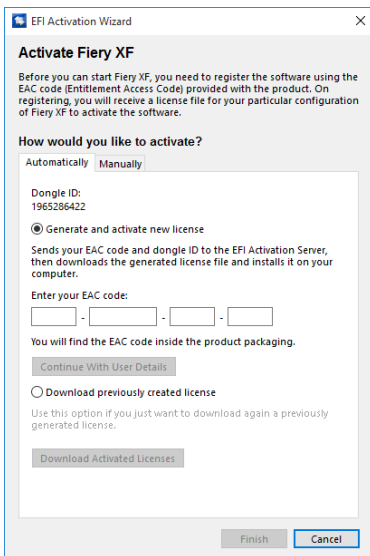 EFI Activation Wizard
Activate Fiery XF
Before you can start Fiery XF, you need to register the software using the
EAC code (Entitlement Access Code) provided with the product. On
registering, you will receive a license file for your particular configuration
of Fiery XF to activate the software.
How would you like to activate?
Automatically Manually
Dongle ID:
1965286422
Generate and activate new license
Sends your EAC code and dongle ID to the EFI Activation Server,
then downloads the generated license file and installs it on your
computer.
Enter your EAC code:
- - -
You will find the EAC code inside the product packaging.
Continue With User Details
Download previously created license
Use this option if you just want to download again a previously
generated license.
Download Activated Licenses
Finish Cancel